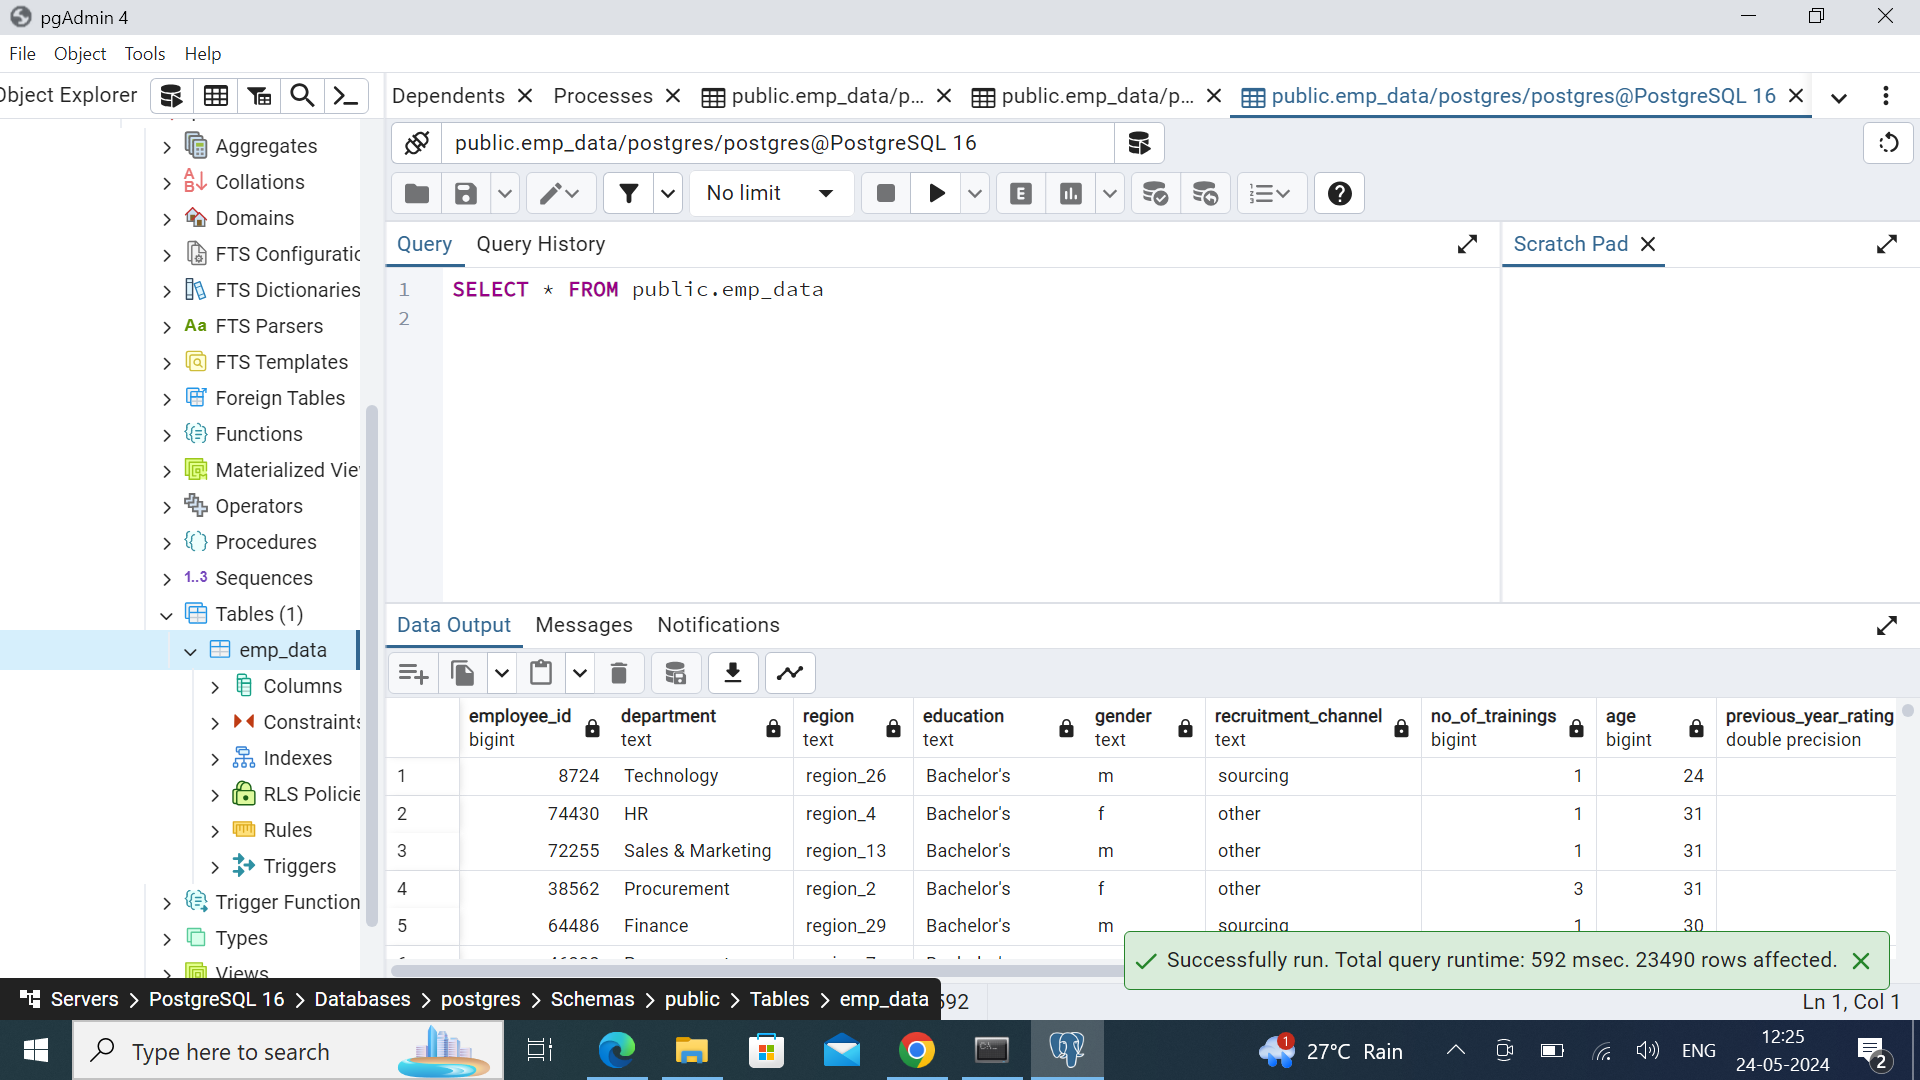 pgAdmin 4
File Object Tools Help
Object Explorer
Dependents Processes public.emp_data/p... public.emp_data/p... public.emp_data/postgres/postgres@PostgreSQL 16
public.emp_data/postgres/postgres@PostgreSQL 16
No limit
E
Query Query History
Scratch Pad
1 SELECT * FROM public.emp_data
2
Aggregates
Collations
Domains
FTS Configuratio
FTS Dictionaries
Aa FTS Parsers
FTS Templates
Foreign Tables
Functions
Materialized Vie
Operators
Procedures
1..3 Sequences
Tables (1)
emp_data
Columns
Constraints
Indexes
RLS Policie
Rules
Triggers
Trigger Function
Types
Views
Data Output Messages Notifications
employee_id department region education gender recruitment_channel no_of_trainings age previous_year_rating
bigint text text text text text bigint bigint double precision
1 8724 Technology region_26 Bachelor's m sourcing 1 24
2 74430 HR region_4 Bachelor's f other 1 31
3 72255 Sales & Marketing region_13 Bachelor's m other 1 31
4 38562 Procurement region_2 Bachelor's f other 3 31
5 64486 Finance region_29 Bachelor's m sourcing 1 30
Successfully run. Total query runtime: 592 msec. 23490 rows affected.
Servers > PostgreSQL 16 > Databases > postgres > Schemas > public > Tables > emp_data
592
Ln 1, Col 1
Type here to search
1
27°C Rain
ENG
12:25
24-05-2024
2